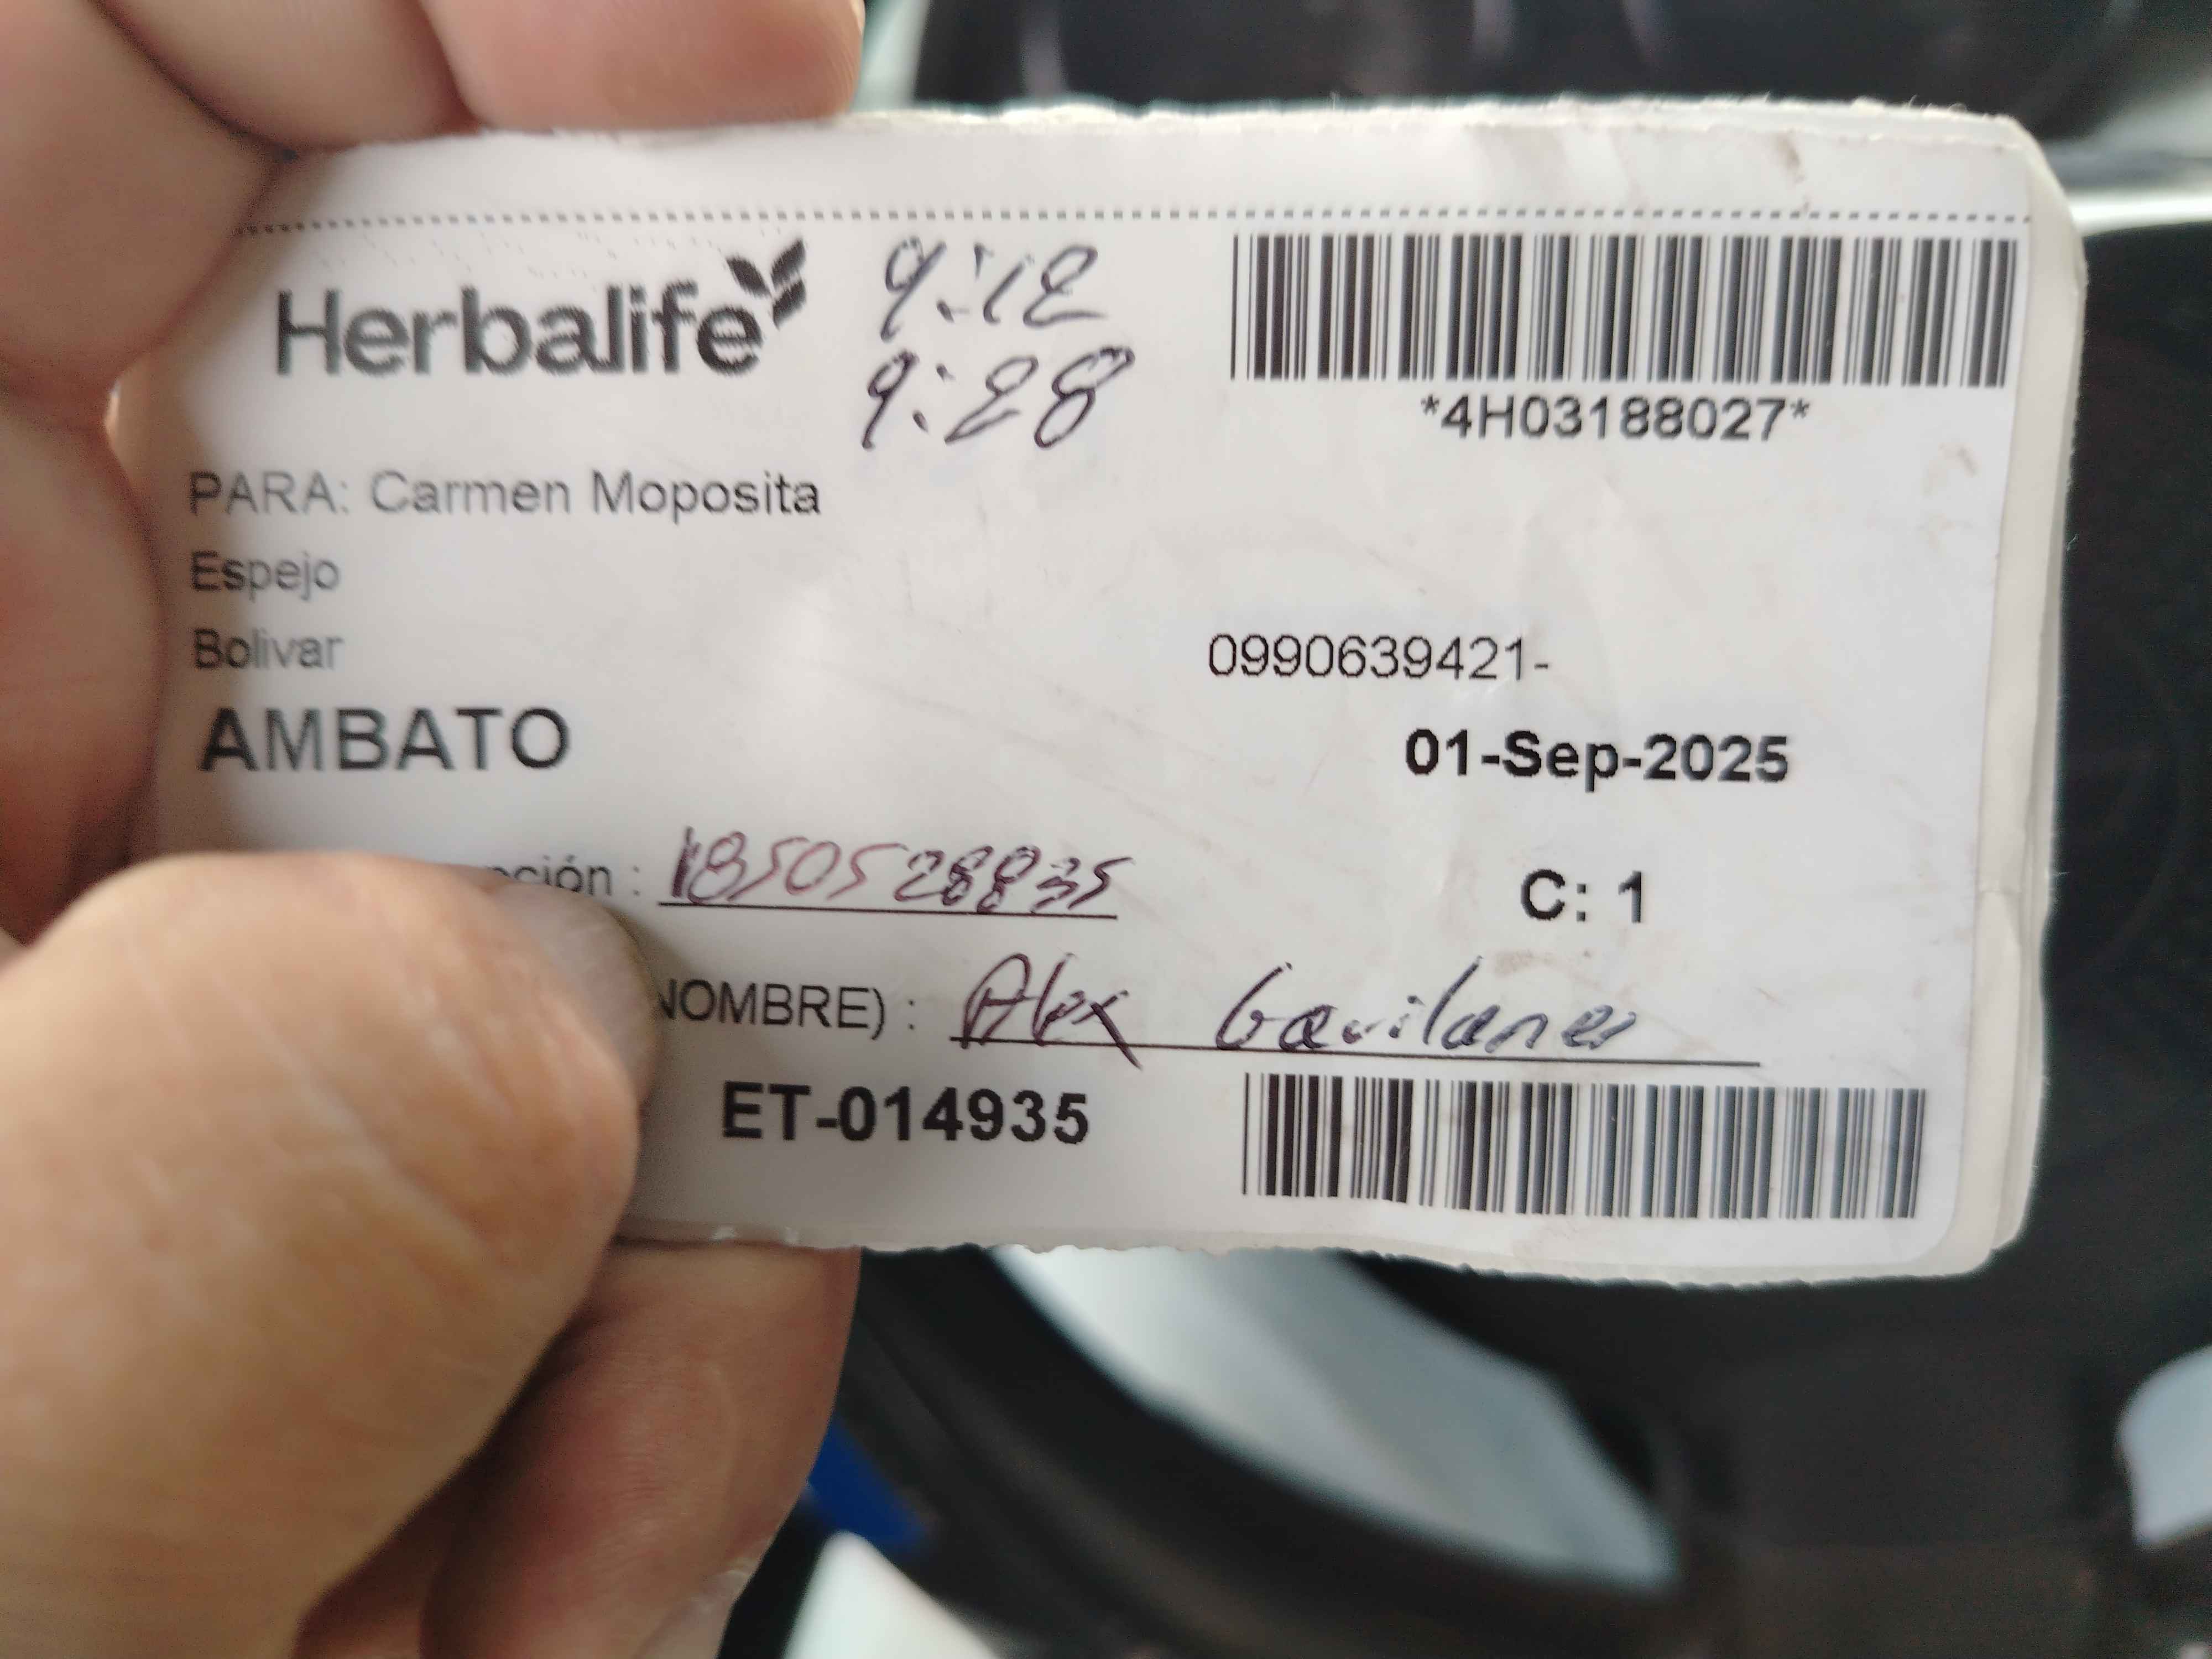 Herbalife
9:12
9:28
*4H03188027*
PARA: Carmen Moposita
Espejo
Bolivar
0990639421-
AMBATO
01-Sep-2025
ción : 1850528835
C: 1
NOMBRE) : Alex Gavilanes
ET-014935